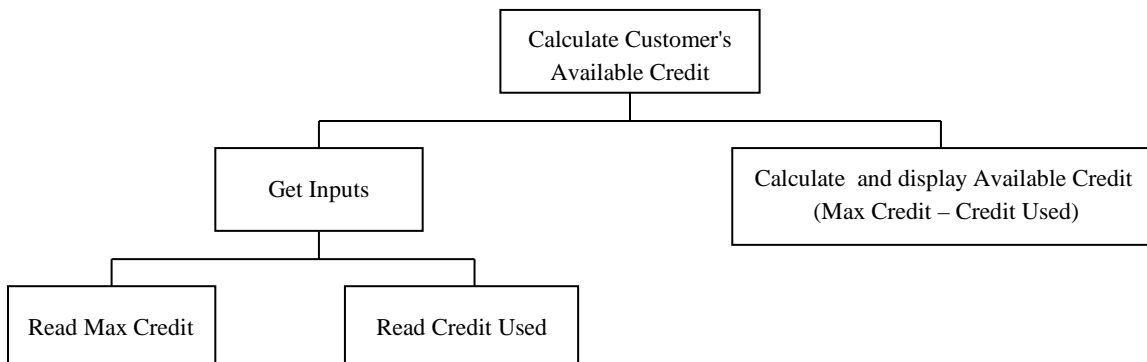 Calculate Customer's
Available Credit
Get Inputs
Calculate  and display Available Credit
(Max Credit – Credit Used)
Read Max Credit
Read Credit Used